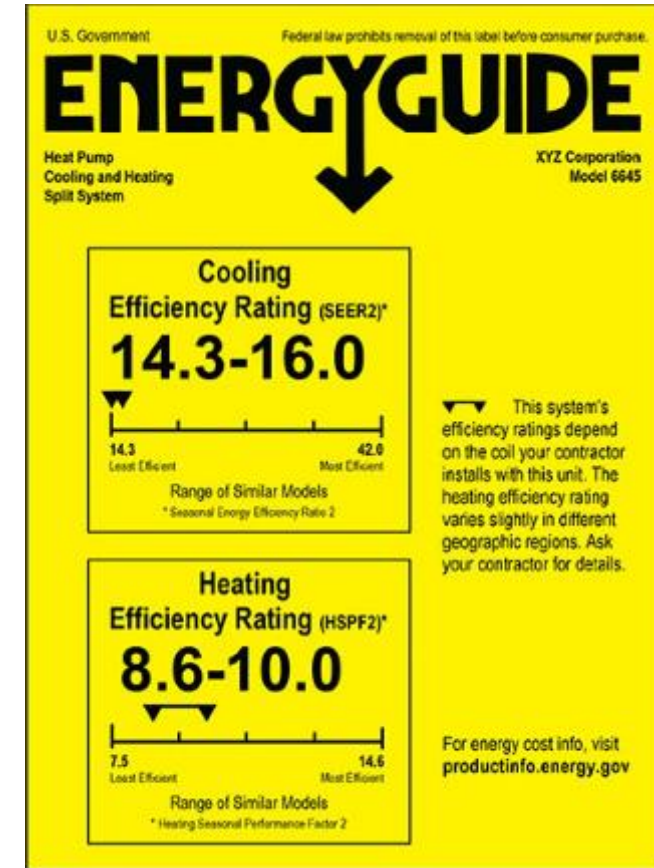 U.S. Government
Federal law prohibits removal of this label before consumer purchase.
ENERGYGUIDE
Heat Pump
Cooling and Heating
Split System
XYZ Corporation
Model 6645
Cooling
Efficiency Rating (SEER2)*
14.3-16.0
14.3
Least Efficient
42.0
Most Efficient
Range of Similar Models
* Seasonal Energy Efficiency Ratio 2
This system's
efficiency ratings depend
on the coil your contractor
installs with this unit. The
heating efficiency rating
varies slightly in different
geographic regions. Ask
your contractor for details.
Heating
Efficiency Rating (HSPF2)*
8.6-10.0
7.5
Least Efficient
14.6
Most Efficient
Range of Similar Models
* Heating Seasonal Performance Factor 2
For energy cost info, visit
productinfo.energy.gov